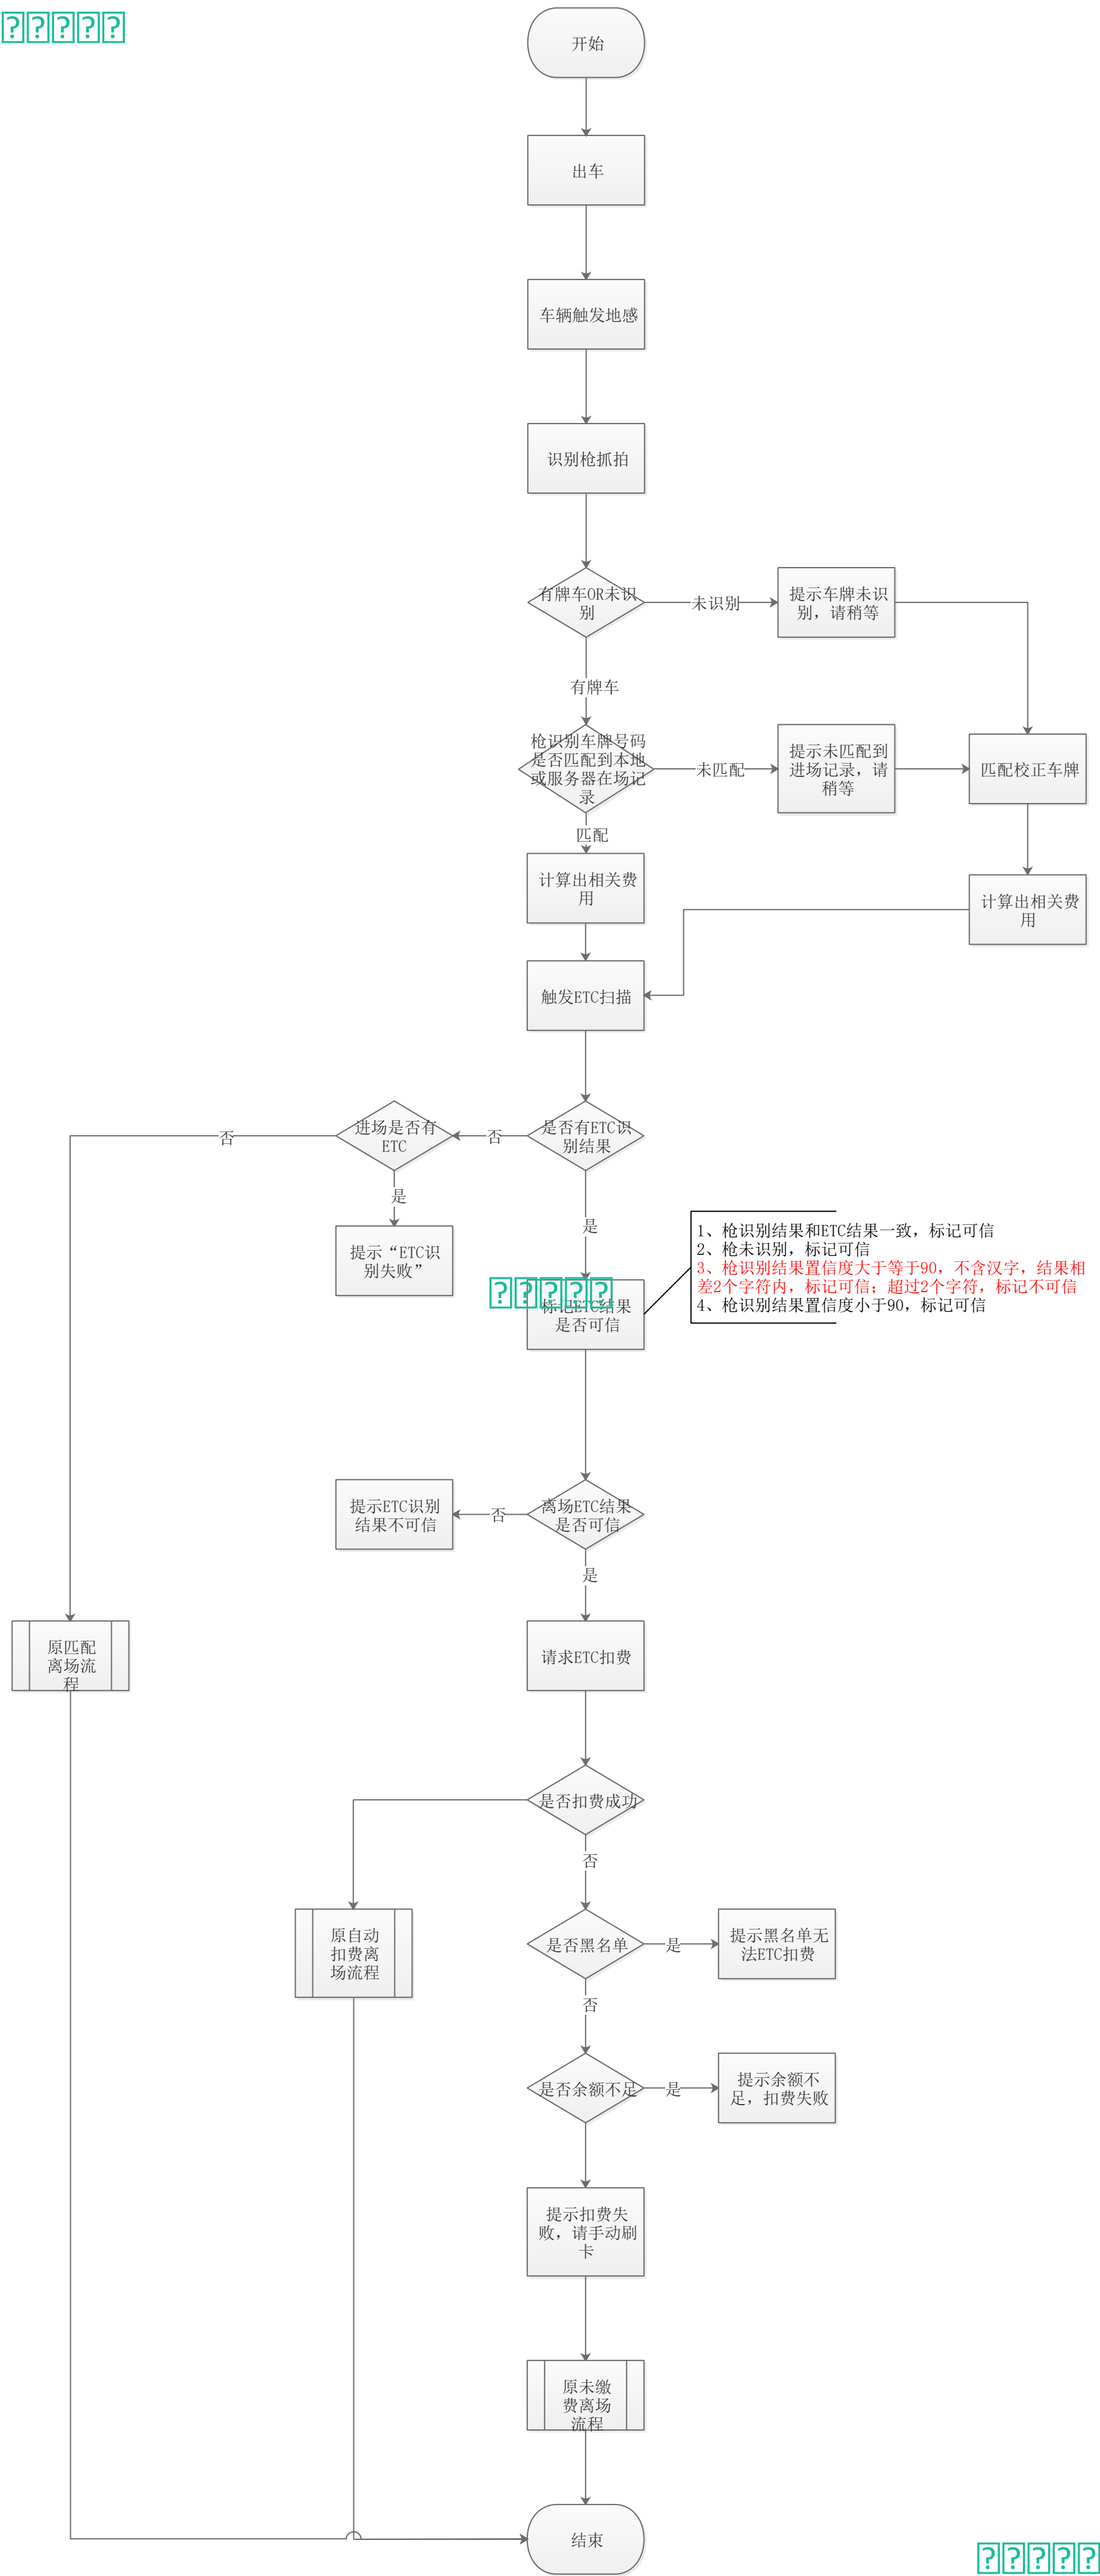 开始
出车
车辆触发地感
识别枪抓拍
有牌车OR未识
别
未识别
提示车牌未识
别，请稍等
有牌车
枪识别车牌号码
是否匹配到本地
或服务器在场记
录
未匹配
提示未匹配到
进场记录，请
稍等
匹配校正车牌
匹配
计算出相关费
用
计算出相关费
用
触发ETC扫描
是否有ETC识
别结果
否
进场是否有
ETC
否
是
提示“ETC识
别失败”
是
标记ETC结果
是否可信
1、枪识别结果和ETC结果一致，标记可信
2、枪未识别，标记可信
3、枪识别结果置信度大于等于90，不含汉字，结果相
差2个字符内，标记可信；超过2个字符，标记不可信
4、枪识别结果置信度小于90，标记可信
离场ETC结果
是否可信
否
提示ETC识别
结果不可信
是
原匹配
离场流
程
请求ETC扣费
是否扣费成功
否
原自动
扣费离
场流程
是否黑名单
是
提示黑名单无
法ETC扣费
否
是否余额不足
是
提示余额不
足，扣费失败
提示扣费失
败，请手动刷
卡
原未缴
费离场
流程
结束